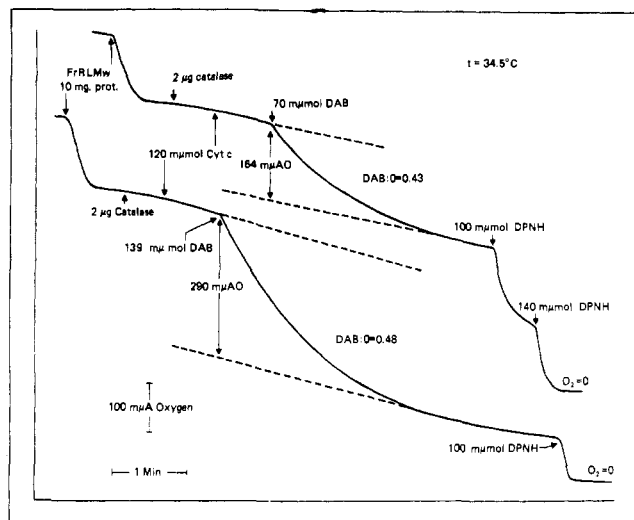 t = 34.5°C
FrRLMw
10 mg. prot.
2 µg catalase
70 mµmol DAB
120 mµmol Cyt c
164 mµAO
DAB:0=0.43
2 µg Catalase
100 mµmol DPNH
139 mµ mol DAB
290 mµAO
140 mµmol DPNH
DAB:0=0.48
O₂=0
100 mµA Oxygen
100 mµmol DPNH
1 Min
O₂=0